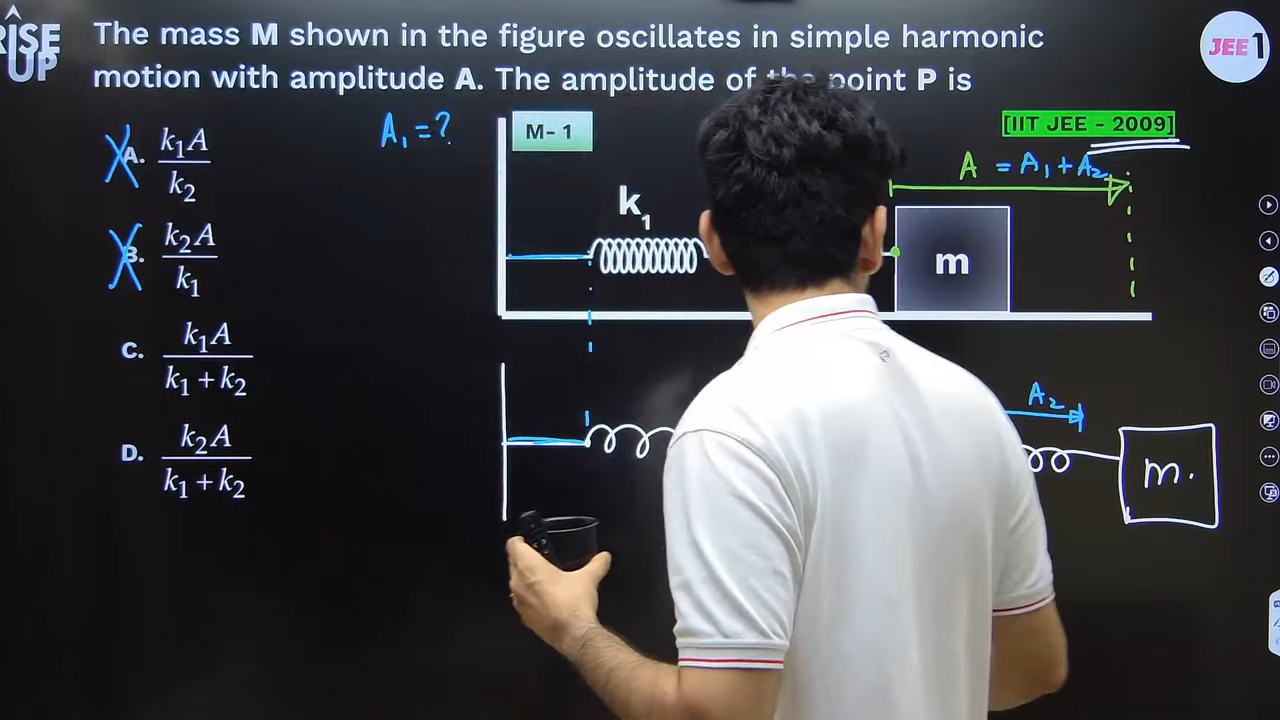 RISE
UP
The mass M shown in the figure oscillates in simple harmonic
motion with amplitude A. The amplitude of the point P is
JEE 1
[IIT JEE - 2009]
M- 1
A₁ = ?
A = A₁ + A₂
A. k₁A / k₂
B. k₂A / k₁
C. k₁A / k₁ + k₂
D. k₂A / k₁ + k₂
k₁
m
A₂
m.